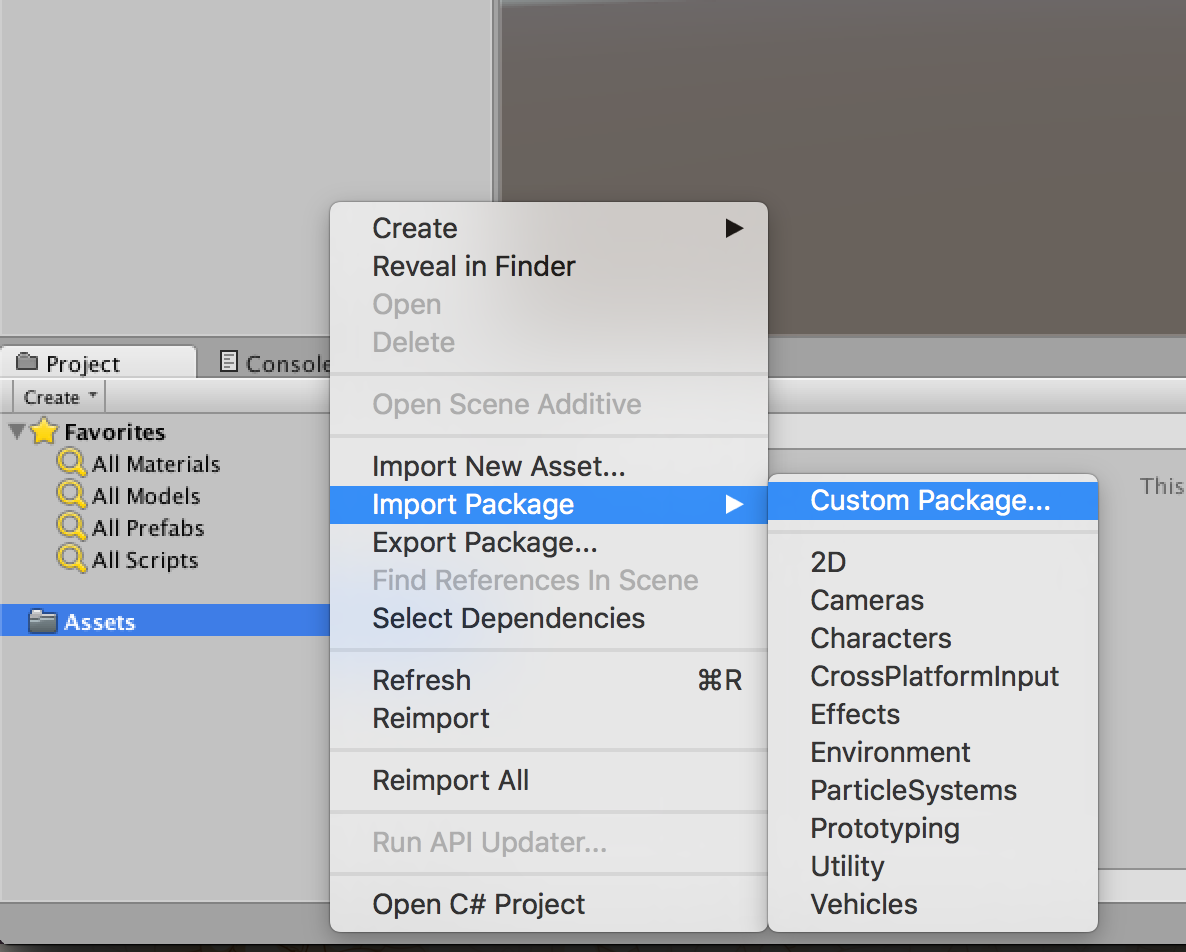 Project
Console
Create
Favorites
All Materials
All Models
All Prefabs
All Scripts
Assets
Create
Reveal in Finder
Open
Delete
Open Scene Additive
Import New Asset...
Import Package
Export Package...
Find References In Scene
Select Dependencies
Refresh ⌘R
Reimport
Reimport All
Run API Updater...
Open C# Project
Custom Package...
2D
Cameras
Characters
CrossPlatformInput
Effects
Environment
ParticleSystems
Prototyping
Utility
Vehicles
This